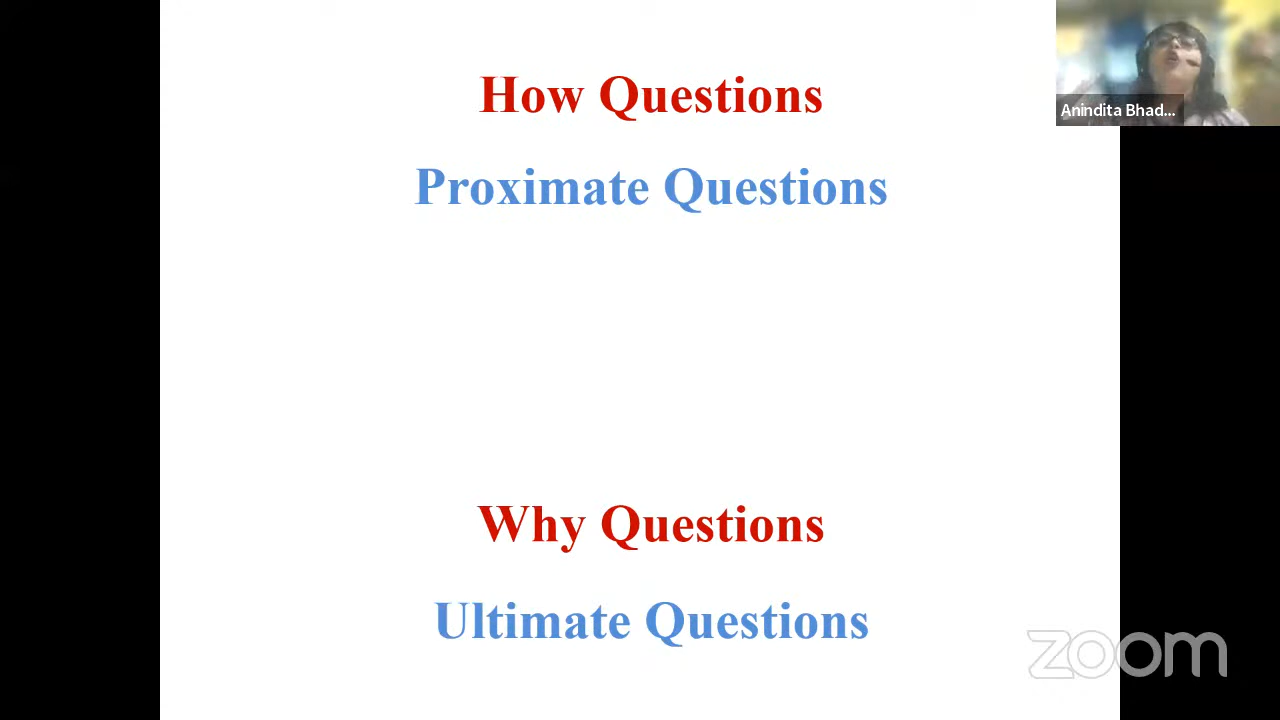 How Questions
Anindita Bhad...
Proximate Questions
Why Questions
Ultimate Questions
zoom